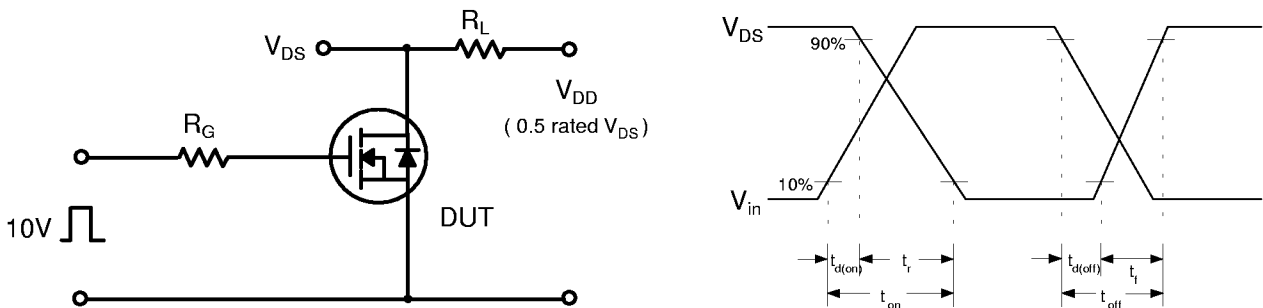 R_L
V_DS
V_DD
( 0.5 rated V_DS )
R_G
10V
DUT
V_DS
90%
10%
V_in
t_d(on)
t_r
t_on
t_d(off)
t_f
t_off